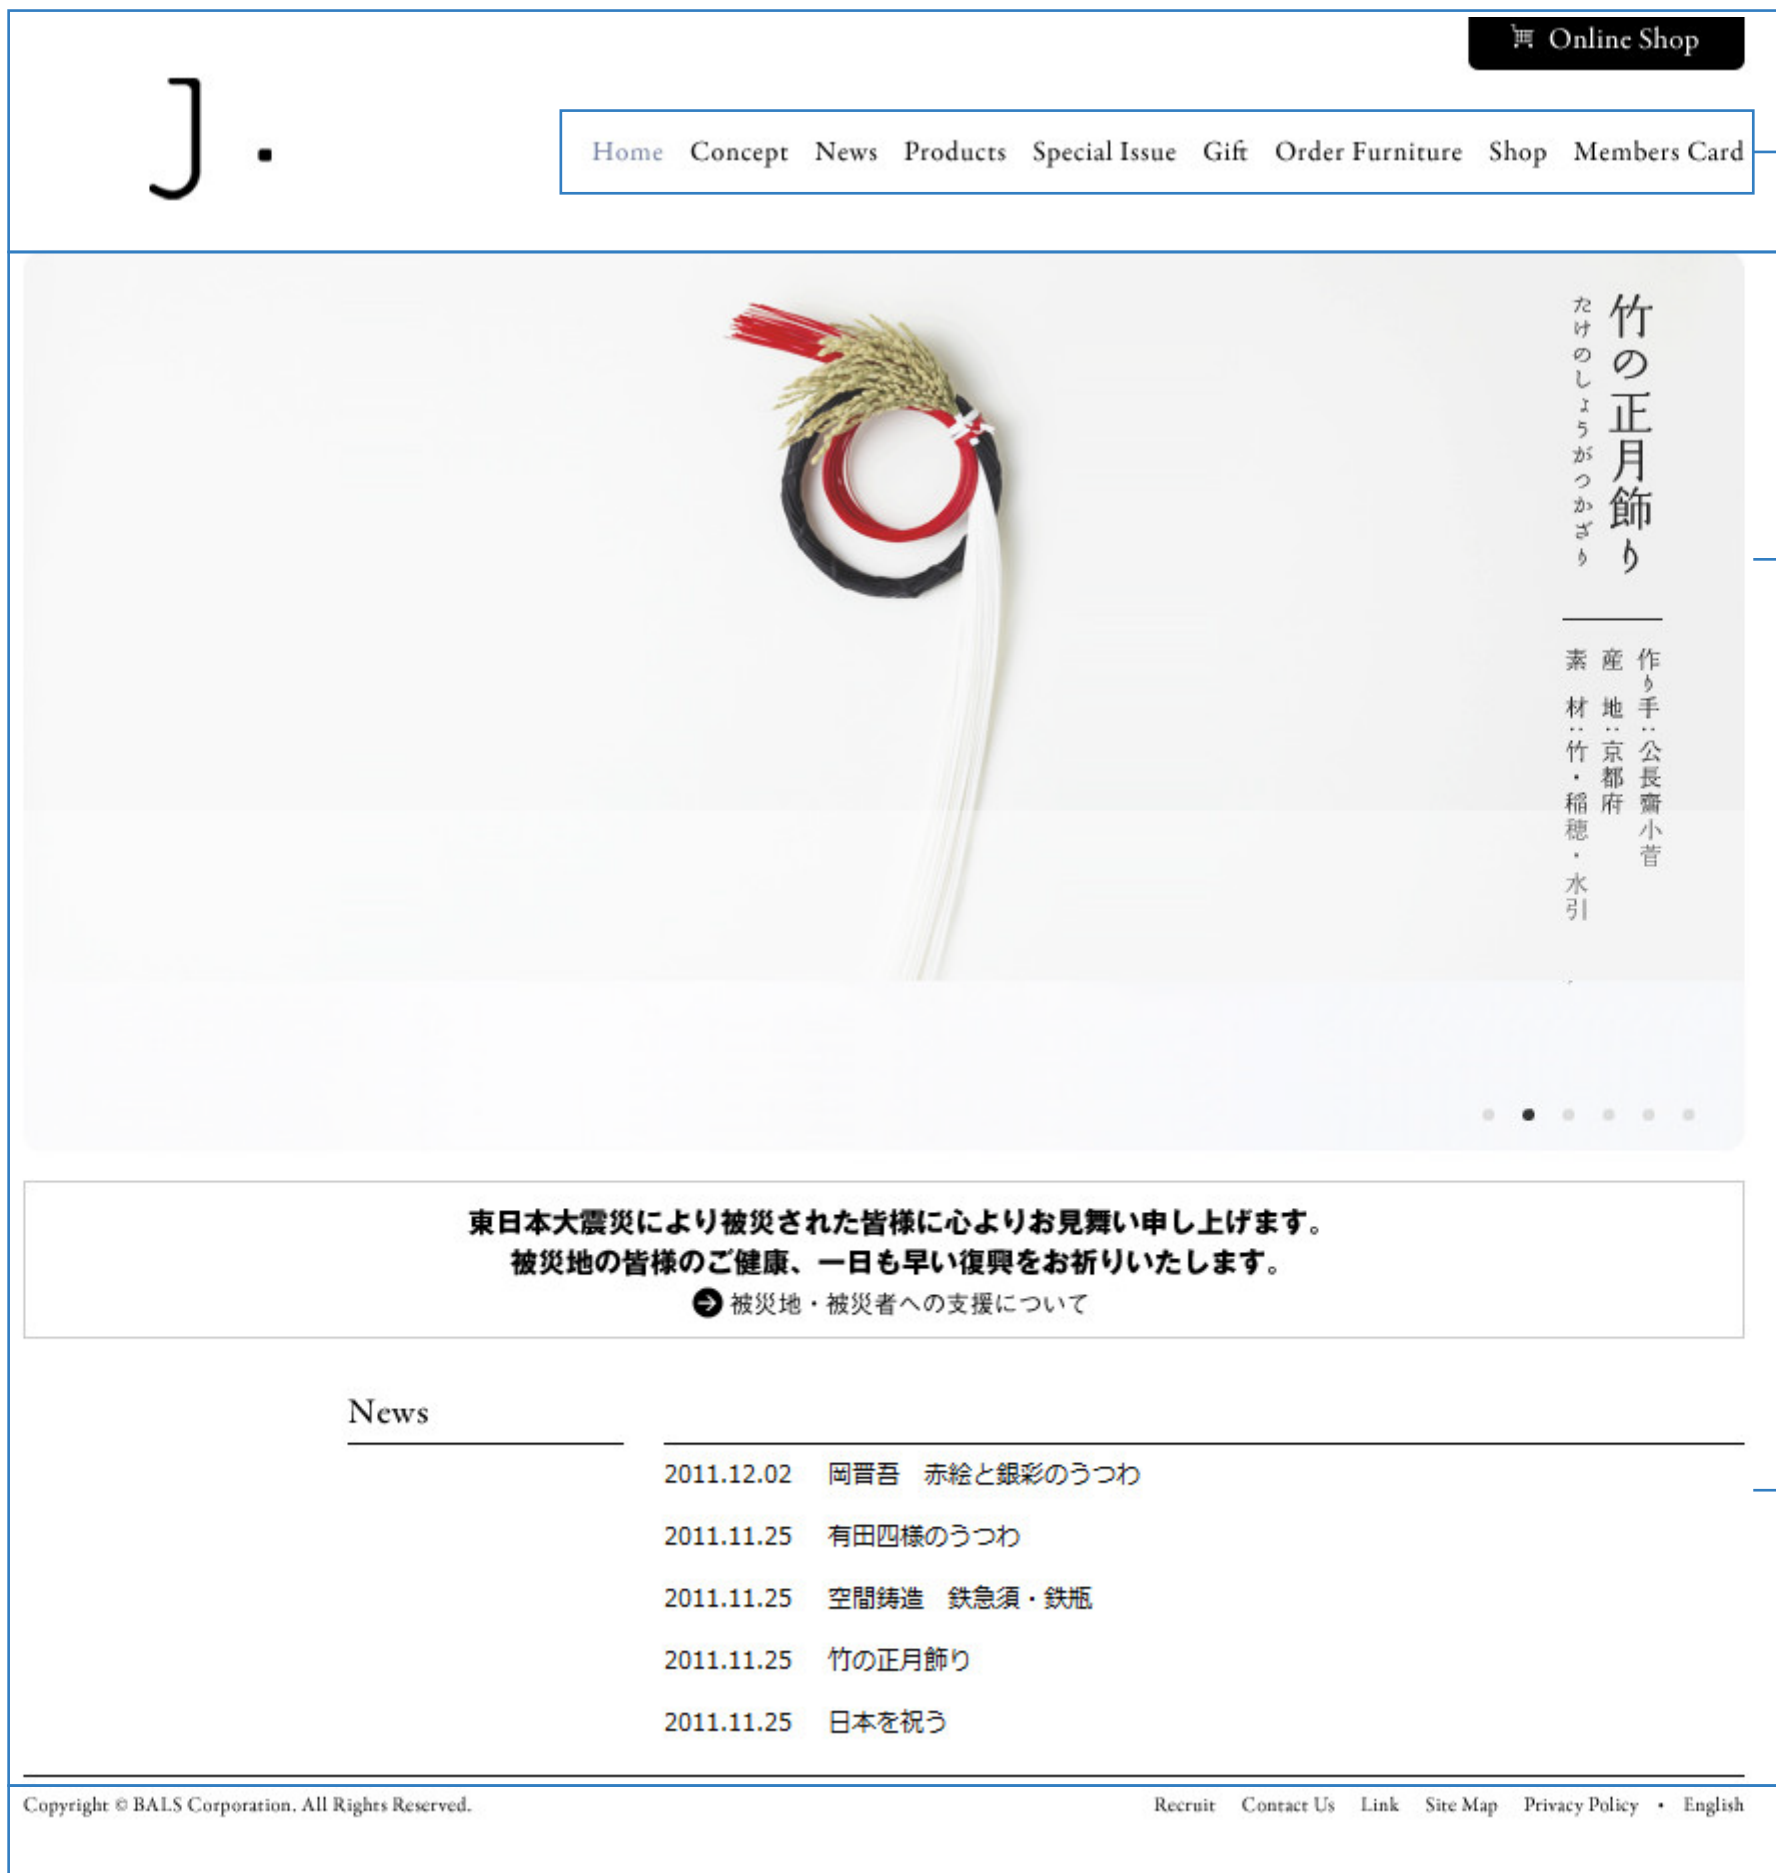 Online Shop
J.
Home Concept News Products Special Issue Gift Order Furniture Shop Members Card
竹の正月飾り
たけのしょうがつかざり
作り手：公長齋小菅
産　地：京都府
素　材：竹・稲穂・水引
東日本大震災により被災された皆様に心よりお見舞い申し上げます。
被災地の皆様のご健康、一日も早い復興をお祈りいたします。
被災地・被災者への支援について
News
2011.12.02 岡晋吾　赤絵と銀彩のうつわ
2011.11.25 有田四様のうつわ
2011.11.25 空間鋳造　鉄急須・鉄瓶
2011.11.25 竹の正月飾り
2011.11.25 日本を祝う
Copyright © BALS Corporation. All Rights Reserved.
Recruit Contact Us Link Site Map Privacy Policy • English